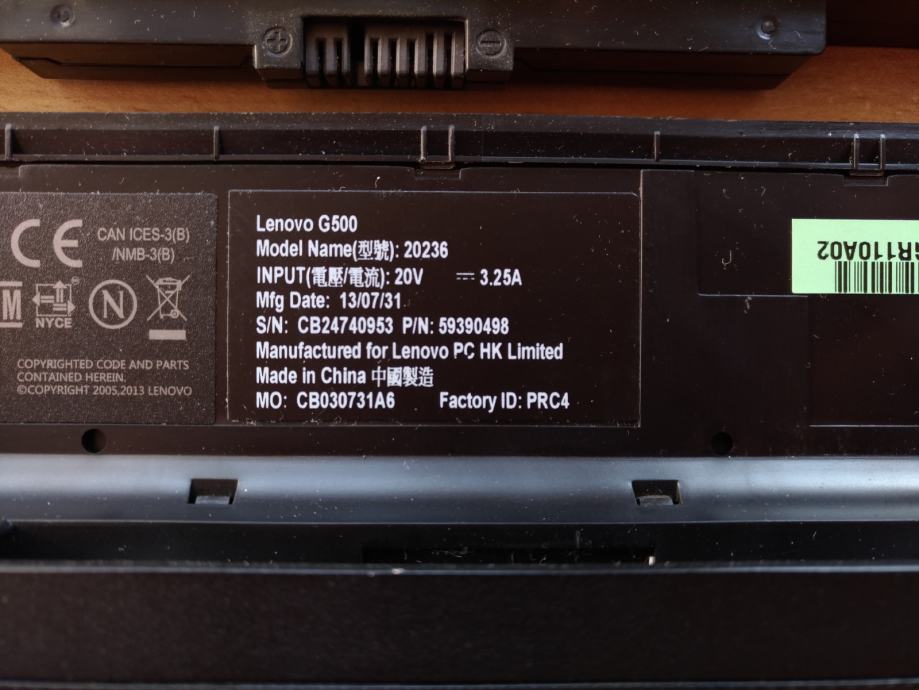 CAN ICES-3(B)
/NMB-3(B)
NYCE
N
COPYRIGHTED CODE AND PARTS
CONTAINED HEREIN.
©COPYRIGHT 2005,2013 LENOVO
Lenovo G500
Model Name(型號): 20236
INPUT(電壓/電流): 20V ⎓ 3.25A
Mfg Date: 13/07/31
S/N: CB24740953 P/N: 59390498
Manufactured for Lenovo PC HK Limited
Made in China 中國製造
MO: CB030731A6 Factory ID: PRC4
R110A02